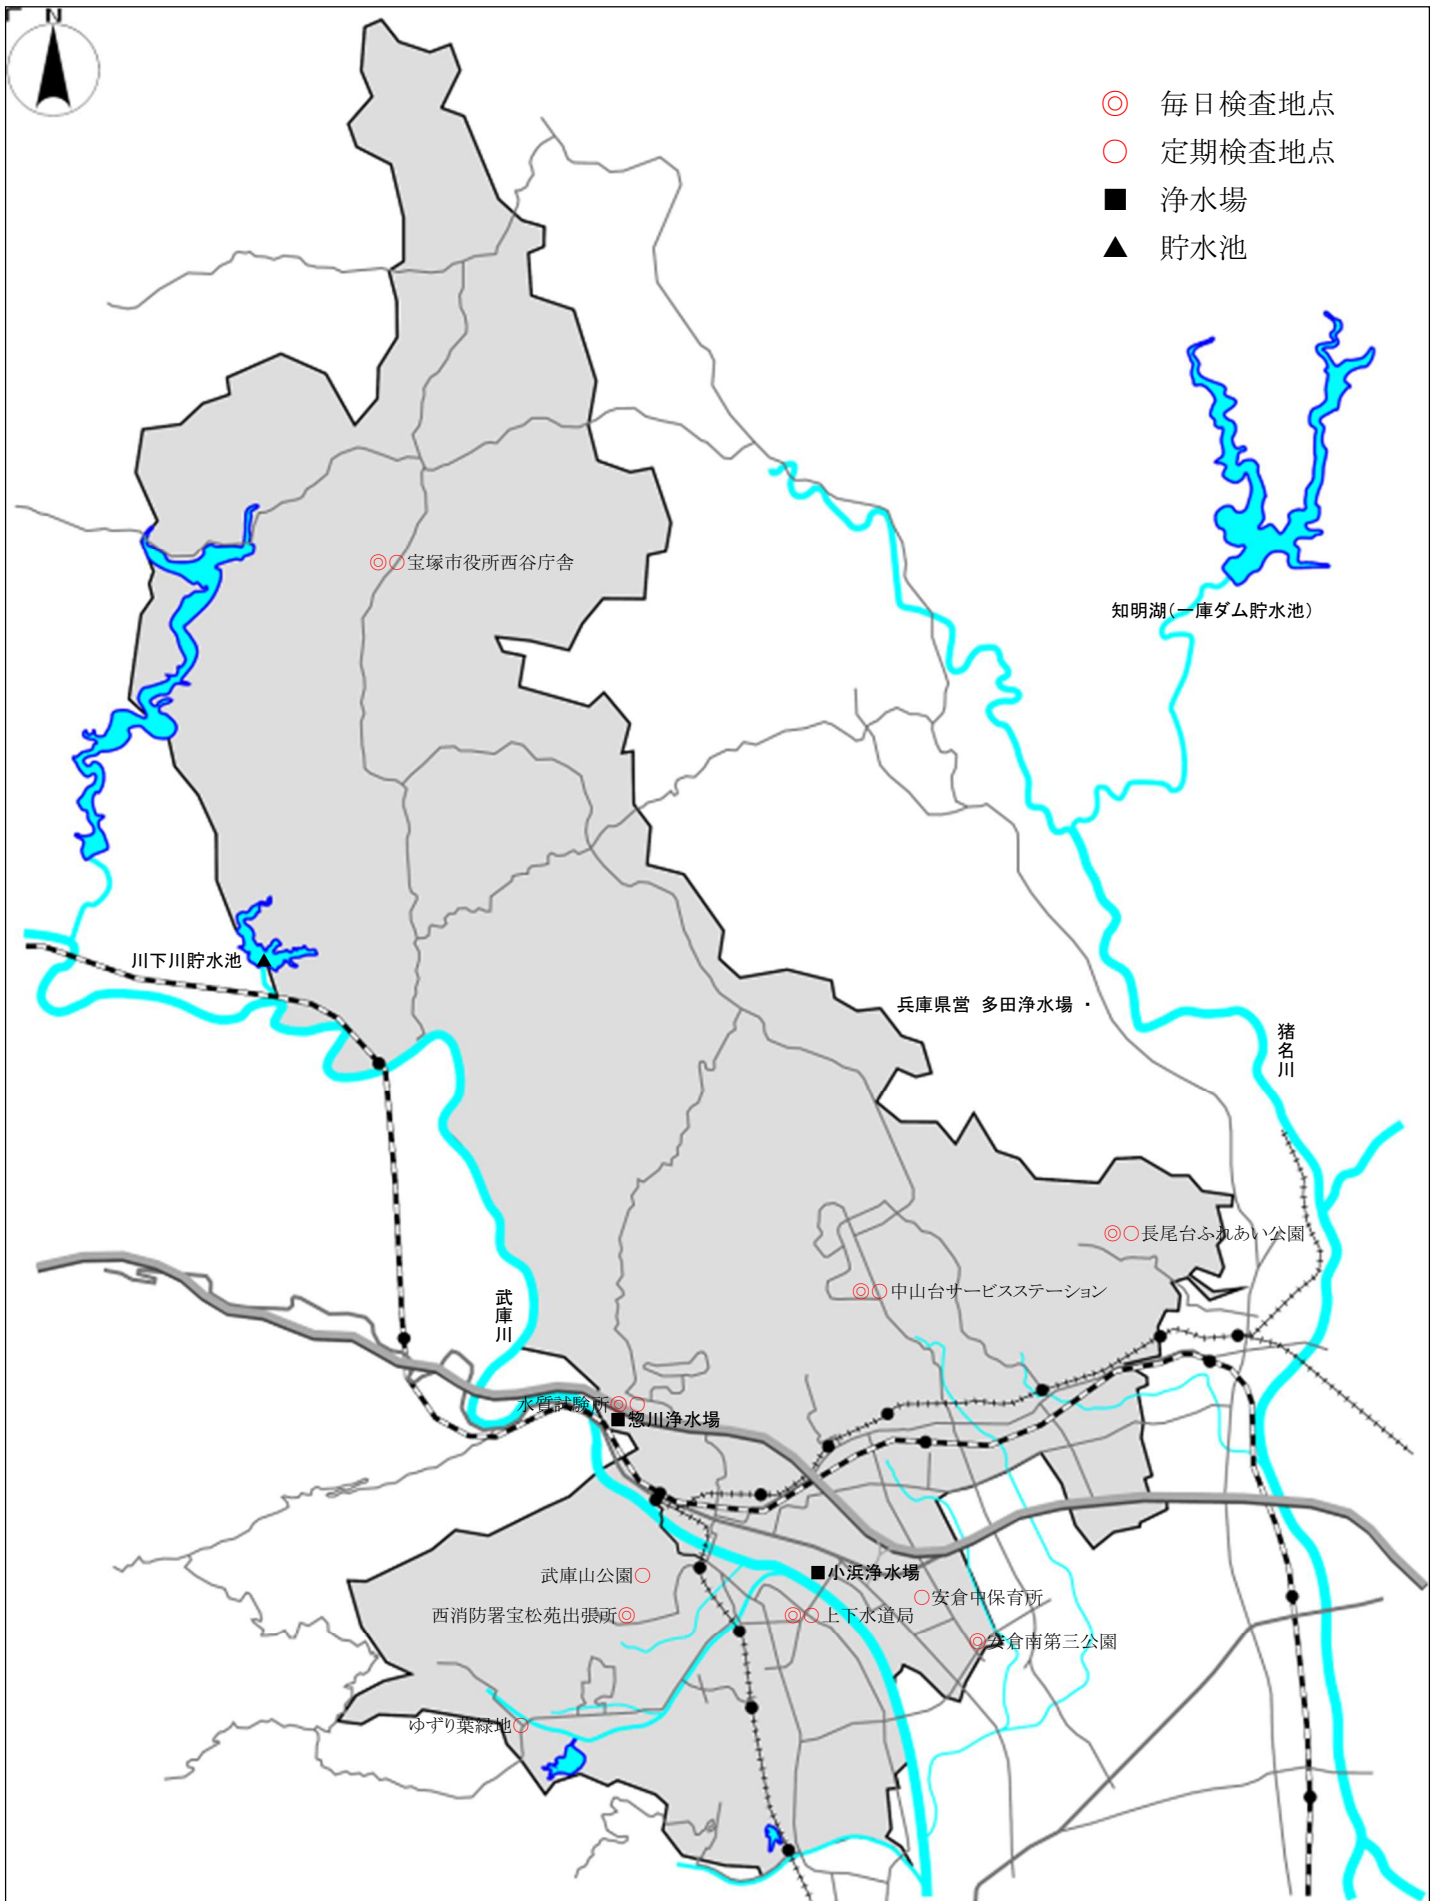 N
◎ 毎日検査地点
○ 定期検査地点
■ 浄水場
▲ 貯水池
◎○宝塚市役所西谷庁舎
知明湖(一庫ダム貯水池)
川下川貯水池
兵庫県営 多田浄水場
猪名川
◎○長尾台ふれあい公園
◎○中山台サービスステーション
武庫川
水質試験所◎○
■惣川浄水場
武庫山公園○
■小浜浄水場
○安倉中保育所
西消防署宝松苑出張所◎
◎○上下水道局
◎安倉南第三公園
ゆずり葉緑地○